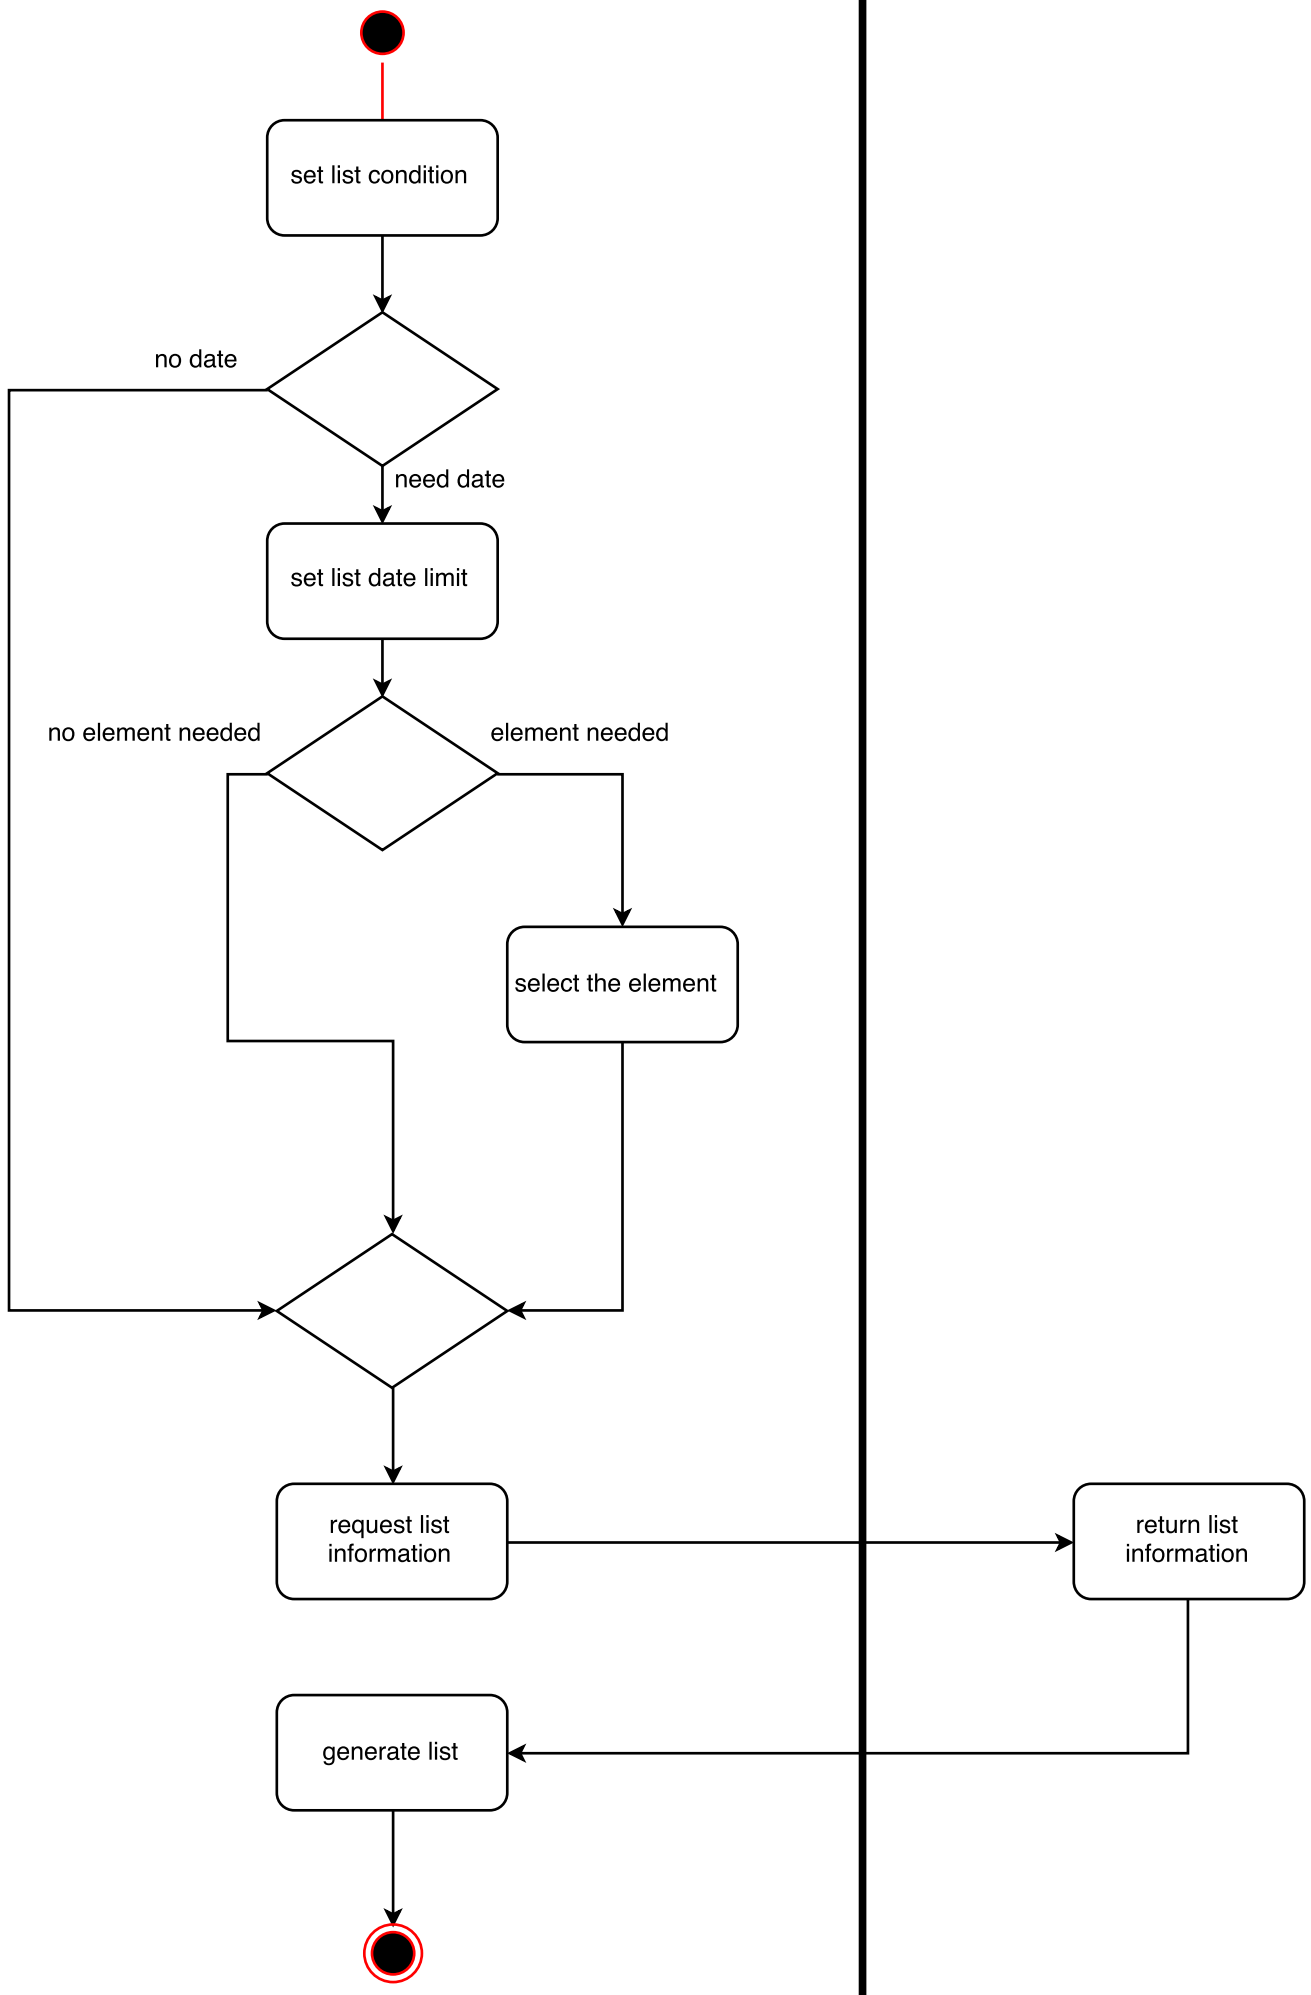 set list condition
no date
need date
set list date limit
no element needed
element needed
select the element
request list
information
return list
information
generate list